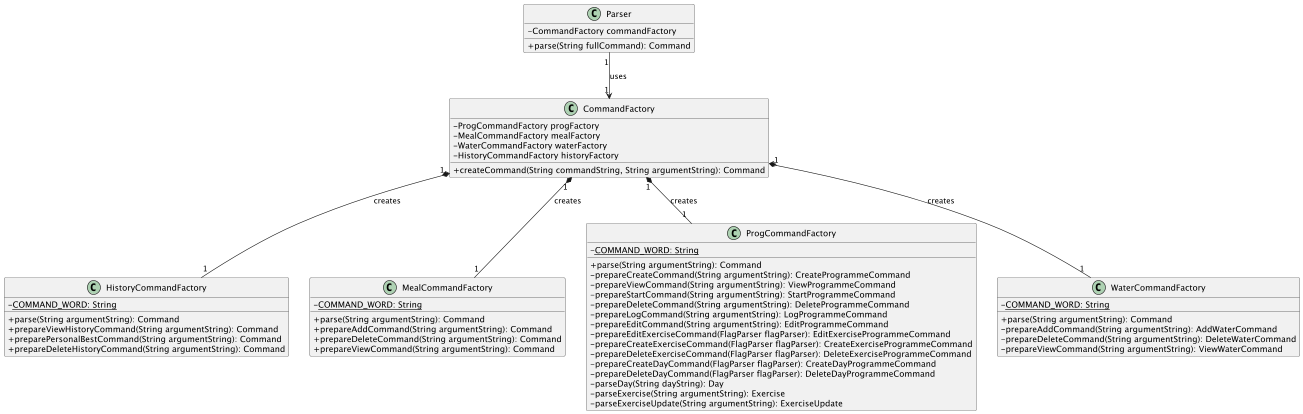 C Parser
–CommandFactory commandFactory
+parse(String fullCommand): Command
1
uses
1
C CommandFactory
–ProgCommandFactory progFactory
–MealCommandFactory mealFactory
–WaterCommandFactory waterFactory
–HistoryCommandFactory historyFactory
+createCommand(String commandString, String argumentString): Command
1 1 1 1
creates creates creates creates
1 1 1 1
C HistoryCommandFactory
–COMMAND_WORD: String
+parse(String argumentString): Command
+prepareViewHistoryCommand(String argumentString): Command
+preparePersonalBestCommand(String argumentString): Command
+prepareDeleteHistoryCommand(String argumentString): Command
C MealCommandFactory
–COMMAND_WORD: String
+parse(String argumentString): Command
+prepareAddCommand(String argumentString): Command
+prepareDeleteCommand(String argumentString): Command
+prepareViewCommand(String argumentString): Command
C ProgCommandFactory
–COMMAND_WORD: String
+parse(String argumentString): Command
–prepareCreateCommand(String argumentString): CreateProgrammeCommand
–prepareViewCommand(String argumentString): ViewProgrammeCommand
–prepareStartCommand(String argumentString): StartProgrammeCommand
–prepareDeleteCommand(String argumentString): DeleteProgrammeCommand
–prepareLogCommand(String argumentString): LogProgrammeCommand
–prepareEditCommand(String argumentString): EditProgrammeCommand
–prepareEditExerciseCommand(FlagParser flagParser): EditExerciseProgrammeCommand
–prepareCreateExerciseCommand(FlagParser flagParser): CreateExerciseProgrammeCommand
–prepareDeleteExerciseCommand(FlagParser flagParser): DeleteExerciseProgrammeCommand
–prepareCreateDayCommand(FlagParser flagParser): CreateDayProgrammeCommand
–prepareDeleteDayCommand(FlagParser flagParser): DeleteDayProgrammeCommand
–parseDay(String dayString): Day
–parseExercise(String argumentString): Exercise
–parseExerciseUpdate(String argumentString): ExerciseUpdate
C WaterCommandFactory
–COMMAND_WORD: String
+parse(String argumentString): Command
–prepareAddCommand(String argumentString): AddWaterCommand
–prepareDeleteCommand(String argumentString): DeleteWaterCommand
–prepareViewCommand(String argumentString): ViewWaterCommand